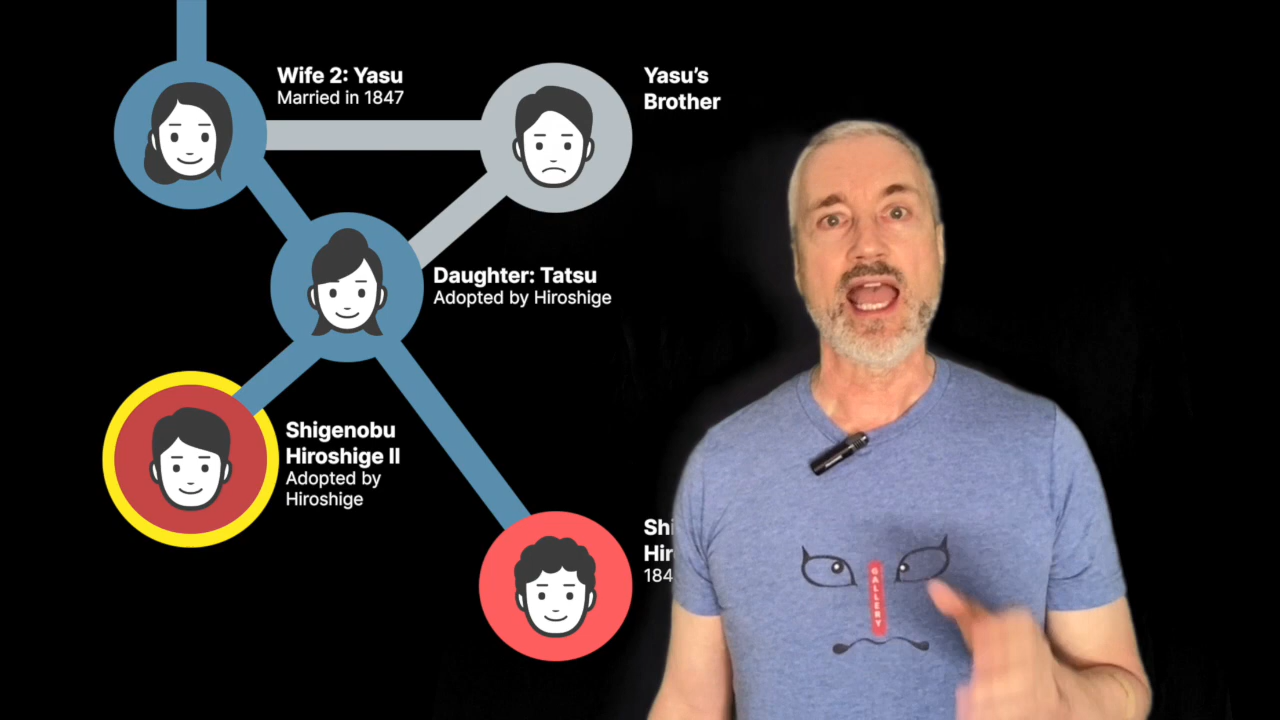 Wife 2: Yasu
Married in 1847
Yasu's
Brother
Daughter: Tatsu
Adopted by Hiroshige
Shigenobu
Hiroshige II
Adopted by
Hiroshige
GALLERY